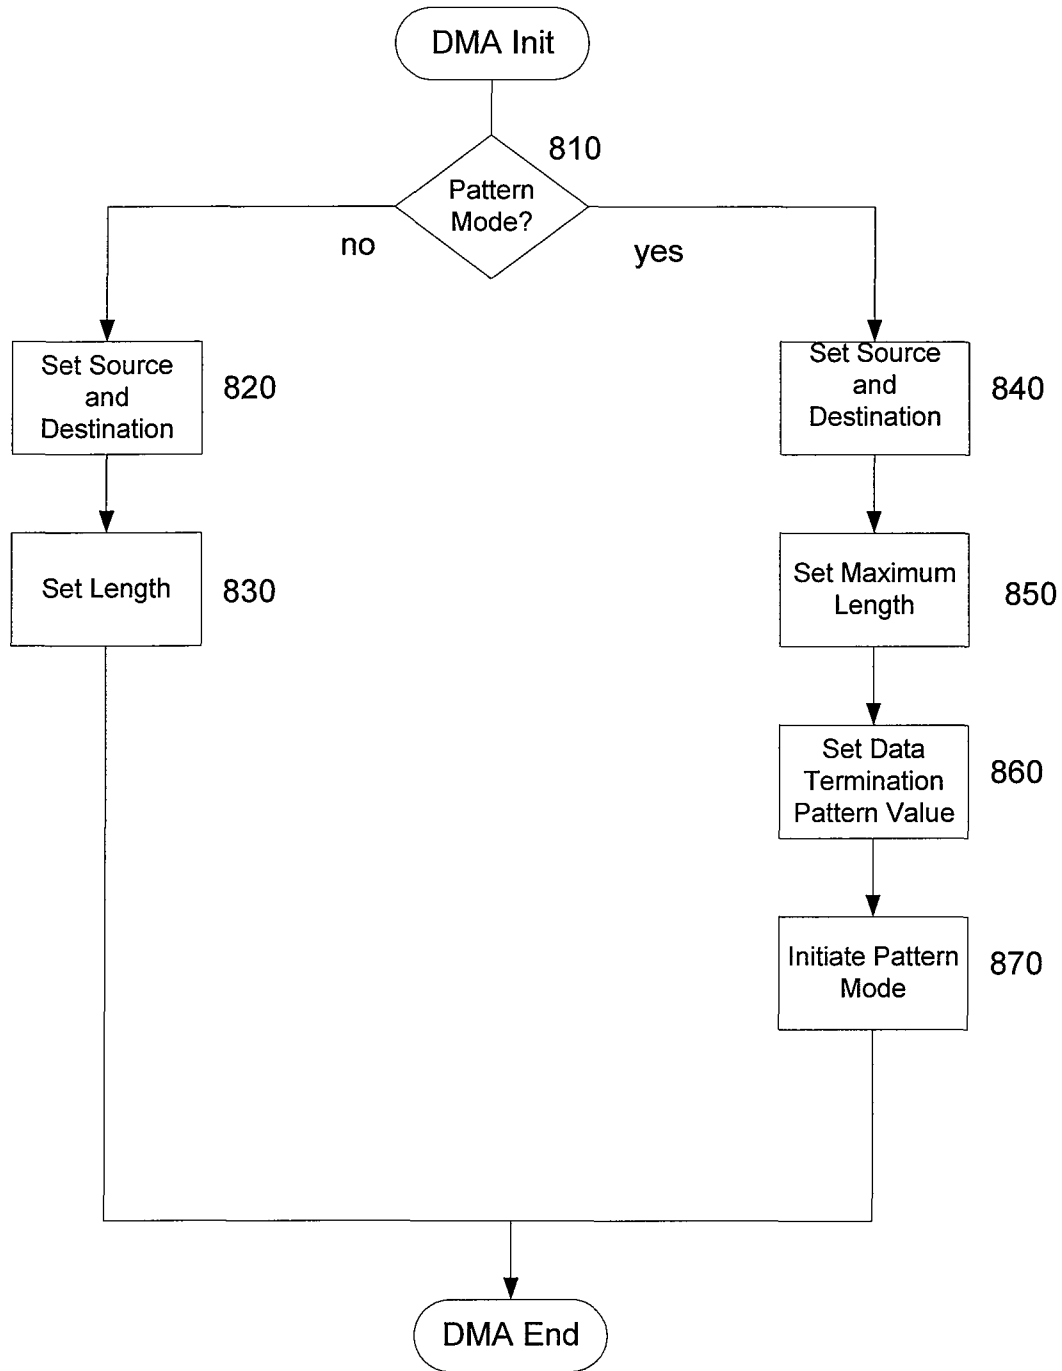 DMA Init
810
Pattern
Mode?
no
yes
Set Source
and
Destination
820
Set Source
and
Destination
840
Set Length
830
Set Maximum
Length
850
Set Data
Termination
Pattern Value
860
Initiate Pattern
Mode
870
DMA End